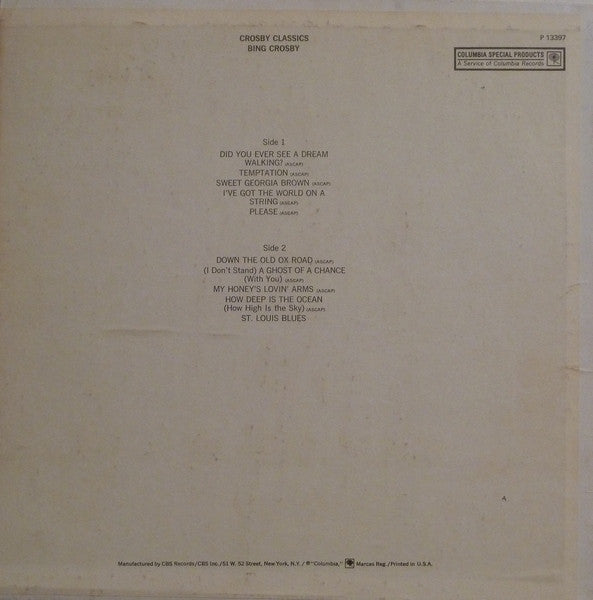 CROSBY CLASSICS
BING CROSBY
P 13397
COLUMBIA SPECIAL PRODUCTS
A Service of Columbia Records
Side 1
DID YOU EVER SEE A DREAM
WALKING? (ASCAP)
TEMPTATION (ASCAP)
SWEET GEORGIA BROWN (ASCAP)
I'VE GOT THE WORLD ON A
STRING (ASCAP)
PLEASE (ASCAP)
Side 2
DOWN THE OLD OX ROAD (ASCAP)
(I Don't Stand) A GHOST OF A CHANCE
(With You) (ASCAP)
MY HONEY'S LOVIN' ARMS (ASCAP)
HOW DEEP IS THE OCEAN
(How High Is the Sky) (ASCAP)
ST. LOUIS BLUES
A
Manufactured by CBS Records/CBS Inc./51 W. 52 Street, New York, N.Y. / ® "Columbia," Marcas Reg./Printed in U.S.A.